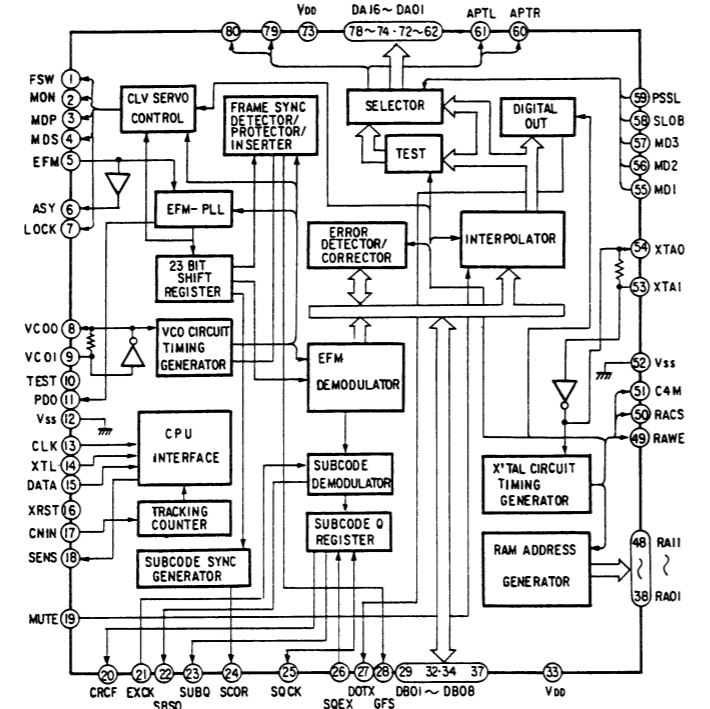 VDD DA16~DA01 APTL APTR
80 79 73 78~74·72~62 61 60
FSW 1
MON 2
MDP 3
MDS 4
EFM 5
ASY 6
LOCK 7
VCOO 8
VCOI 9
TEST 10
PDO 11
Vss 12
CLK 13
XTL 14
DATA 15
XRST 16
CNIN 17
SENS 18
MUTE 19
CLV SERVO
CONTROL
FRAME SYNC
DETECTOR/
PROTECTOR/
INSERTER
SELECTOR
DIGITAL
OUT
TEST
EFM-PLL
ERROR
DETECTOR/
CORRECTOR
INTERPOLATOR
23 BIT
SHIFT
REGISTER
VCO CIRCUIT
TIMING
GENERATOR
EFM
DEMODULATOR
CPU
INTERFACE
SUBCODE
DEMODULATOR
X'TAL CIRCUIT
TIMING
GENERATOR
TRACKING
COUNTER
SUBCODE Q
REGISTER
SUBCODE SYNC
GENERATOR
RAM ADDRESS
GENERATOR
59 PSSL
58 SLOB
57 MD3
56 MD2
55 MD1
54 XTAO
53 XTAI
52 Vss
51 C4M
50 RACS
49 RAWE
48 RA11
~ ~
38 RA01
20 21 22 23 24 25 26 27 28 29 32·34 37 33
CRCF EXCK SUBQ SCOR SQCK DOTX DB01~DB08 VDD
SBSO SQEX GFS